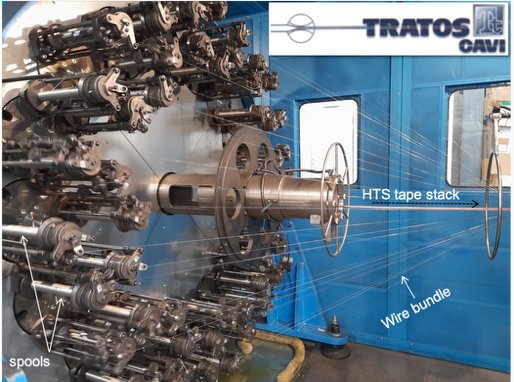 TRATOS
CAVI
HTS tape stack
Wire bundle
spools